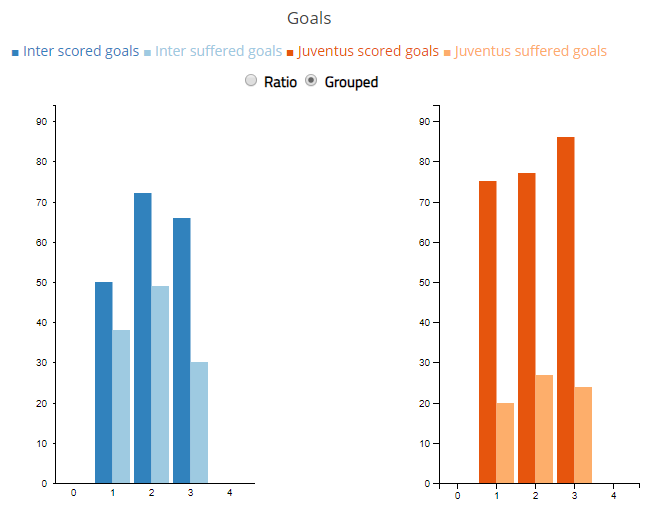 Goals
Inter scored goals Inter suffered goals Juventus scored goals Juventus suffered goals
Ratio Grouped
90 90
80 80
70 70
60 60
50 50
40 40
30 30
20 20
10 10
0 0
0 1 2 3 4 0 1 2 3 4